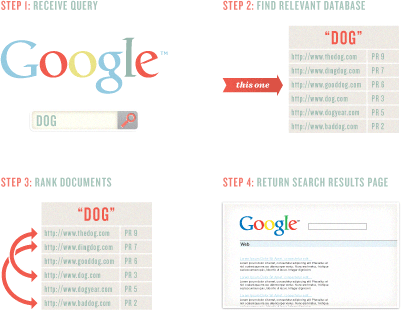 STEP 1: RECEIVE QUERY
Google™
DOG
STEP 2: FIND RELEVANT DATABASE
"DOG"
http://www.thedog.com PR 9
http://www.diagdog.com PR 7
this one
http://www.gooddog.com PR 8
http://www.dog.com PR 3
http://www.dogyear.com PR 5
http://www.baddog.com PR 2
STEP 3: RANK DOCUMENTS
"DOG"
http://www.thedog.com PR 9
http://www.diagdog.com PR 7
http://www.gooddog.com PR 8
http://www.dog.com PR 3
http://www.dogyear.com PR 5
http://www.baddog.com PR 2
STEP 4: RETURN SEARCH RESULTS PAGE
Google
Web